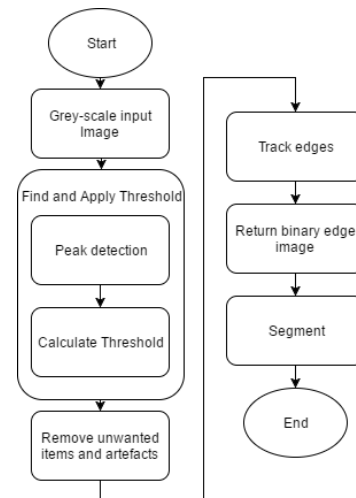 Start
Grey-scale input
Image
Find and Apply Threshold
Peak detection
Calculate Threshold
Remove unwanted
items and artefacts
Track edges
Return binary edge
image
Segment
End